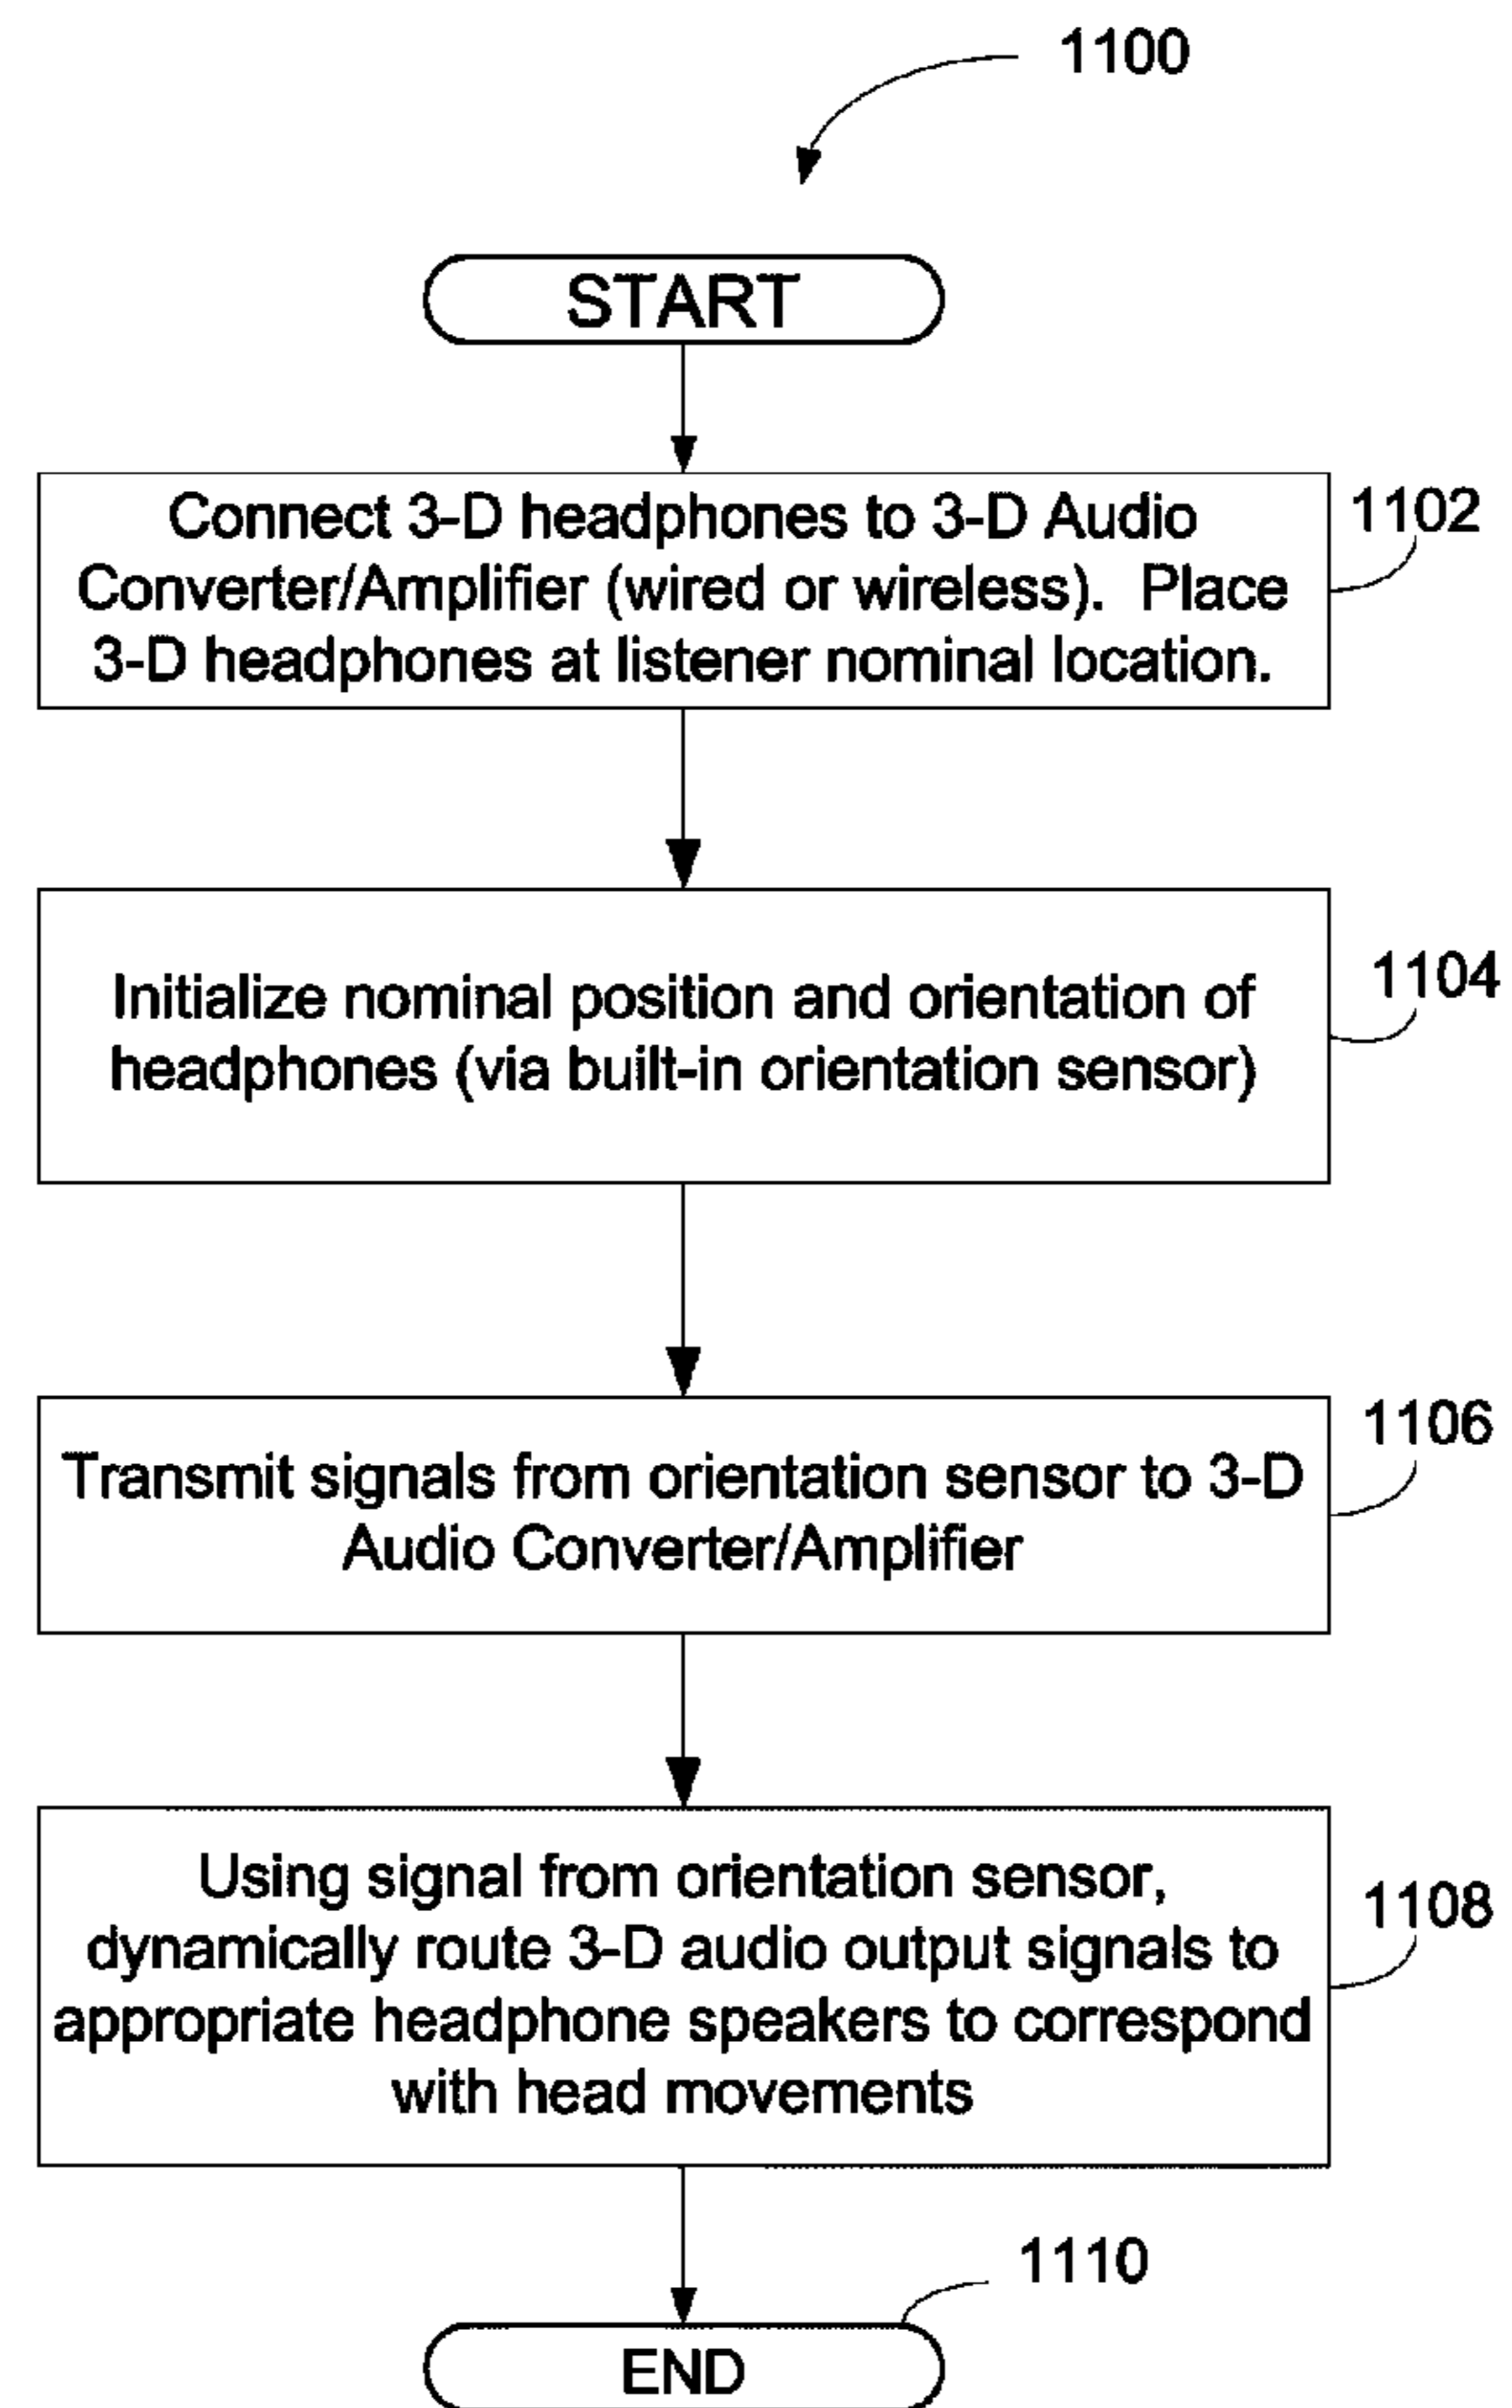 1100
START
Connect 3-D headphones to 3-D Audio
Converter/Amplifier (wired or wireless). Place
3-D headphones at listener nominal location.
1102
Initialize nominal position and orientation of
headphones (via built-in orientation sensor)
1104
Transmit signals from orientation sensor to 3-D
Audio Converter/Amplifier
1106
Using signal from orientation sensor,
dynamically route 3-D audio output signals to
appropriate headphone speakers to correspond
with head movements
1108
1110
END